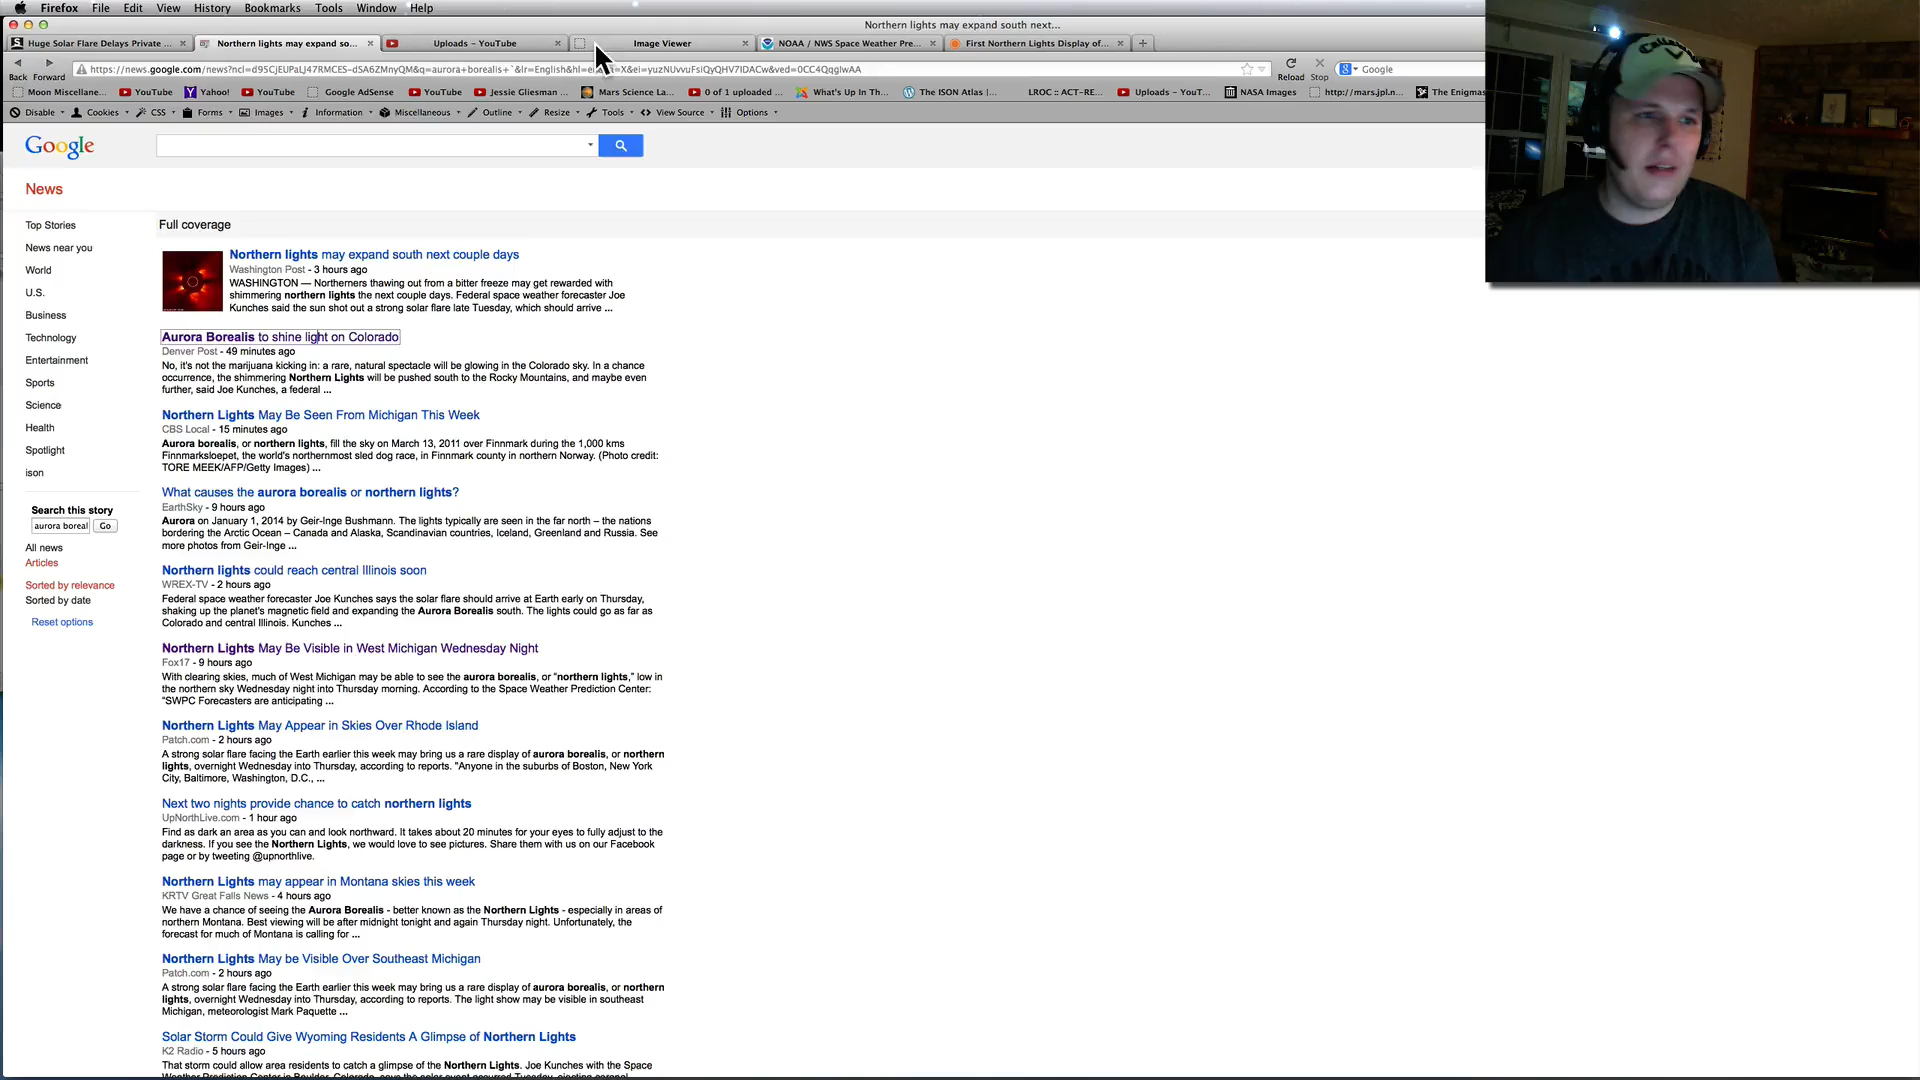 Firefox File Edit View History Bookmarks Tools Window Help
Northern lights may expand south next...
Huge Solar Flare Delays Private ... Northern lights may expand so... Uploads - YouTube Image Viewer NOAA / NWS Space Weather Pre... First Northern Lights Display of...
Back Forward Reload Stop Google
Moon Miscellane... YouTube Yahoo! YouTube Google AdSense YouTube Jessie Gliesman ... Mars Science La... 0 of 1 uploaded ... What's Up In Th... The ISON Atlas |... LROC :: ACT-RE... Uploads - YouT... NASA Images http://mars.jpl.n... The Enigmas
Disable Cookies CSS Forms Images Information Miscellaneous Outline Resize Tools View Source Options
Google
News
Top Stories
News near you
World
U.S.
Business
Technology
Entertainment
Sports
Science
Health
Spotlight
ison
Search this story
aurora boreal Go
All news
Articles
Sorted by relevance
Sorted by date
Reset options
Full coverage
Northern lights may expand south next couple days
Washington Post - 3 hours ago
WASHINGTON — Northerners thawing out from a bitter freeze may get rewarded with
shimmering northern lights the next couple days. Federal space weather forecaster Joe
Kunches said the sun shot out a strong solar flare late Tuesday, which should arrive ...
Aurora Borealis to shine light on Colorado
Denver Post - 49 minutes ago
No, it's not the marijuana kicking in: a rare, natural spectacle will be glowing in the Colorado sky. In a chance
occurrence, the shimmering Northern Lights will be pushed south to the Rocky Mountains, and maybe even
further, said Joe Kunches, a federal ...
Northern Lights May Be Seen From Michigan This Week
CBS Local - 15 minutes ago
Aurora borealis, or northern lights, fill the sky on March 13, 2011 over Finnmark during the 1,000 kms
Finnmarksloepet, the world's northernmost sled dog race, in Finnmark county in northern Norway. (Photo credit:
TORE MEEK/AFP/Getty Images) ...
What causes the aurora borealis or northern lights?
EarthSky - 9 hours ago
Aurora on January 1, 2014 by Geir-Inge Bushmann. The lights typically are seen in the far north – the nations
bordering the Arctic Ocean – Canada and Alaska, Scandinavian countries, Iceland, Greenland and Russia. See
more photos from Geir-Inge ...
Northern lights could reach central Illinois soon
WREX-TV - 2 hours ago
Federal space weather forecaster Joe Kunches says the solar flare should arrive at Earth early on Thursday,
shaking up the planet's magnetic field and expanding the Aurora Borealis south. The lights could go as far as
Colorado and central Illinois. Kunches ...
Northern Lights May Be Visible in West Michigan Wednesday Night
Fox17 - 9 hours ago
With clearing skies, much of West Michigan may be able to see the aurora borealis, or "northern lights," low in
the northern sky Wednesday night into Thursday morning. According to the Space Weather Prediction Center:
"SWPC Forecasters are anticipating ...
Northern Lights May Appear in Skies Over Rhode Island
Patch.com - 2 hours ago
A strong solar flare facing the Earth earlier this week may bring us a rare display of aurora borealis, or northern
lights, overnight Wednesday into Thursday, according to reports. "Anyone in the suburbs of Boston, New York
City, Baltimore, Washington, D.C., ...
Next two nights provide chance to catch northern lights
UpNorthLive.com - 1 hour ago
Find as dark an area as you can and look northward. It takes about 20 minutes for your eyes to fully adjust to the
darkness. If you see the Northern Lights, we would love to see pictures. Share them with us on our Facebook
page or by tweeting @upnorthlive.
Northern Lights may appear in Montana skies this week
KRTV Great Falls News - 4 hours ago
We have a chance of seeing the Aurora Borealis - better known as the Northern Lights - especially in areas of
northern Montana. Best viewing will be after midnight tonight and again Thursday night. Unfortunately, the
forecast for much of Montana is calling for ...
Northern Lights May be Visible Over Southeast Michigan
Patch.com - 2 hours ago
A strong solar flare facing the Earth earlier this week may bring us a rare display of aurora borealis, or northern
lights, overnight Wednesday into Thursday, according to reports. The light show may be visible in southeast
Michigan, meteorologist Mark Paquette ...
Solar Storm Could Give Wyoming Residents A Glimpse of Northern Lights
K2 Radio - 5 hours ago
That storm could allow area residents to catch a glimpse of the Northern Lights. Joe Kunches with the Space